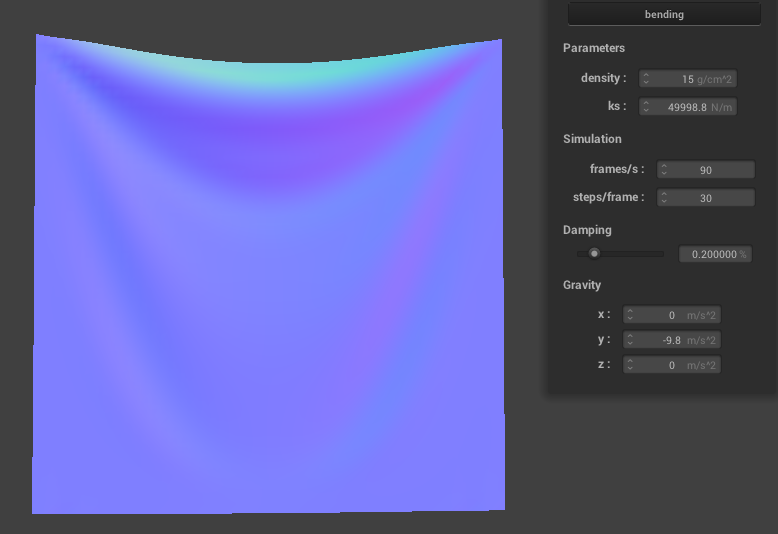 bending
Parameters
density : 15 g/cm^2
ks : 49998.8 N/m
Simulation
frames/s : 90
steps/frame : 30
Damping
0.200000 %
Gravity
x : 0 m/s^2
y : -9.8 m/s^2
z : 0 m/s^2